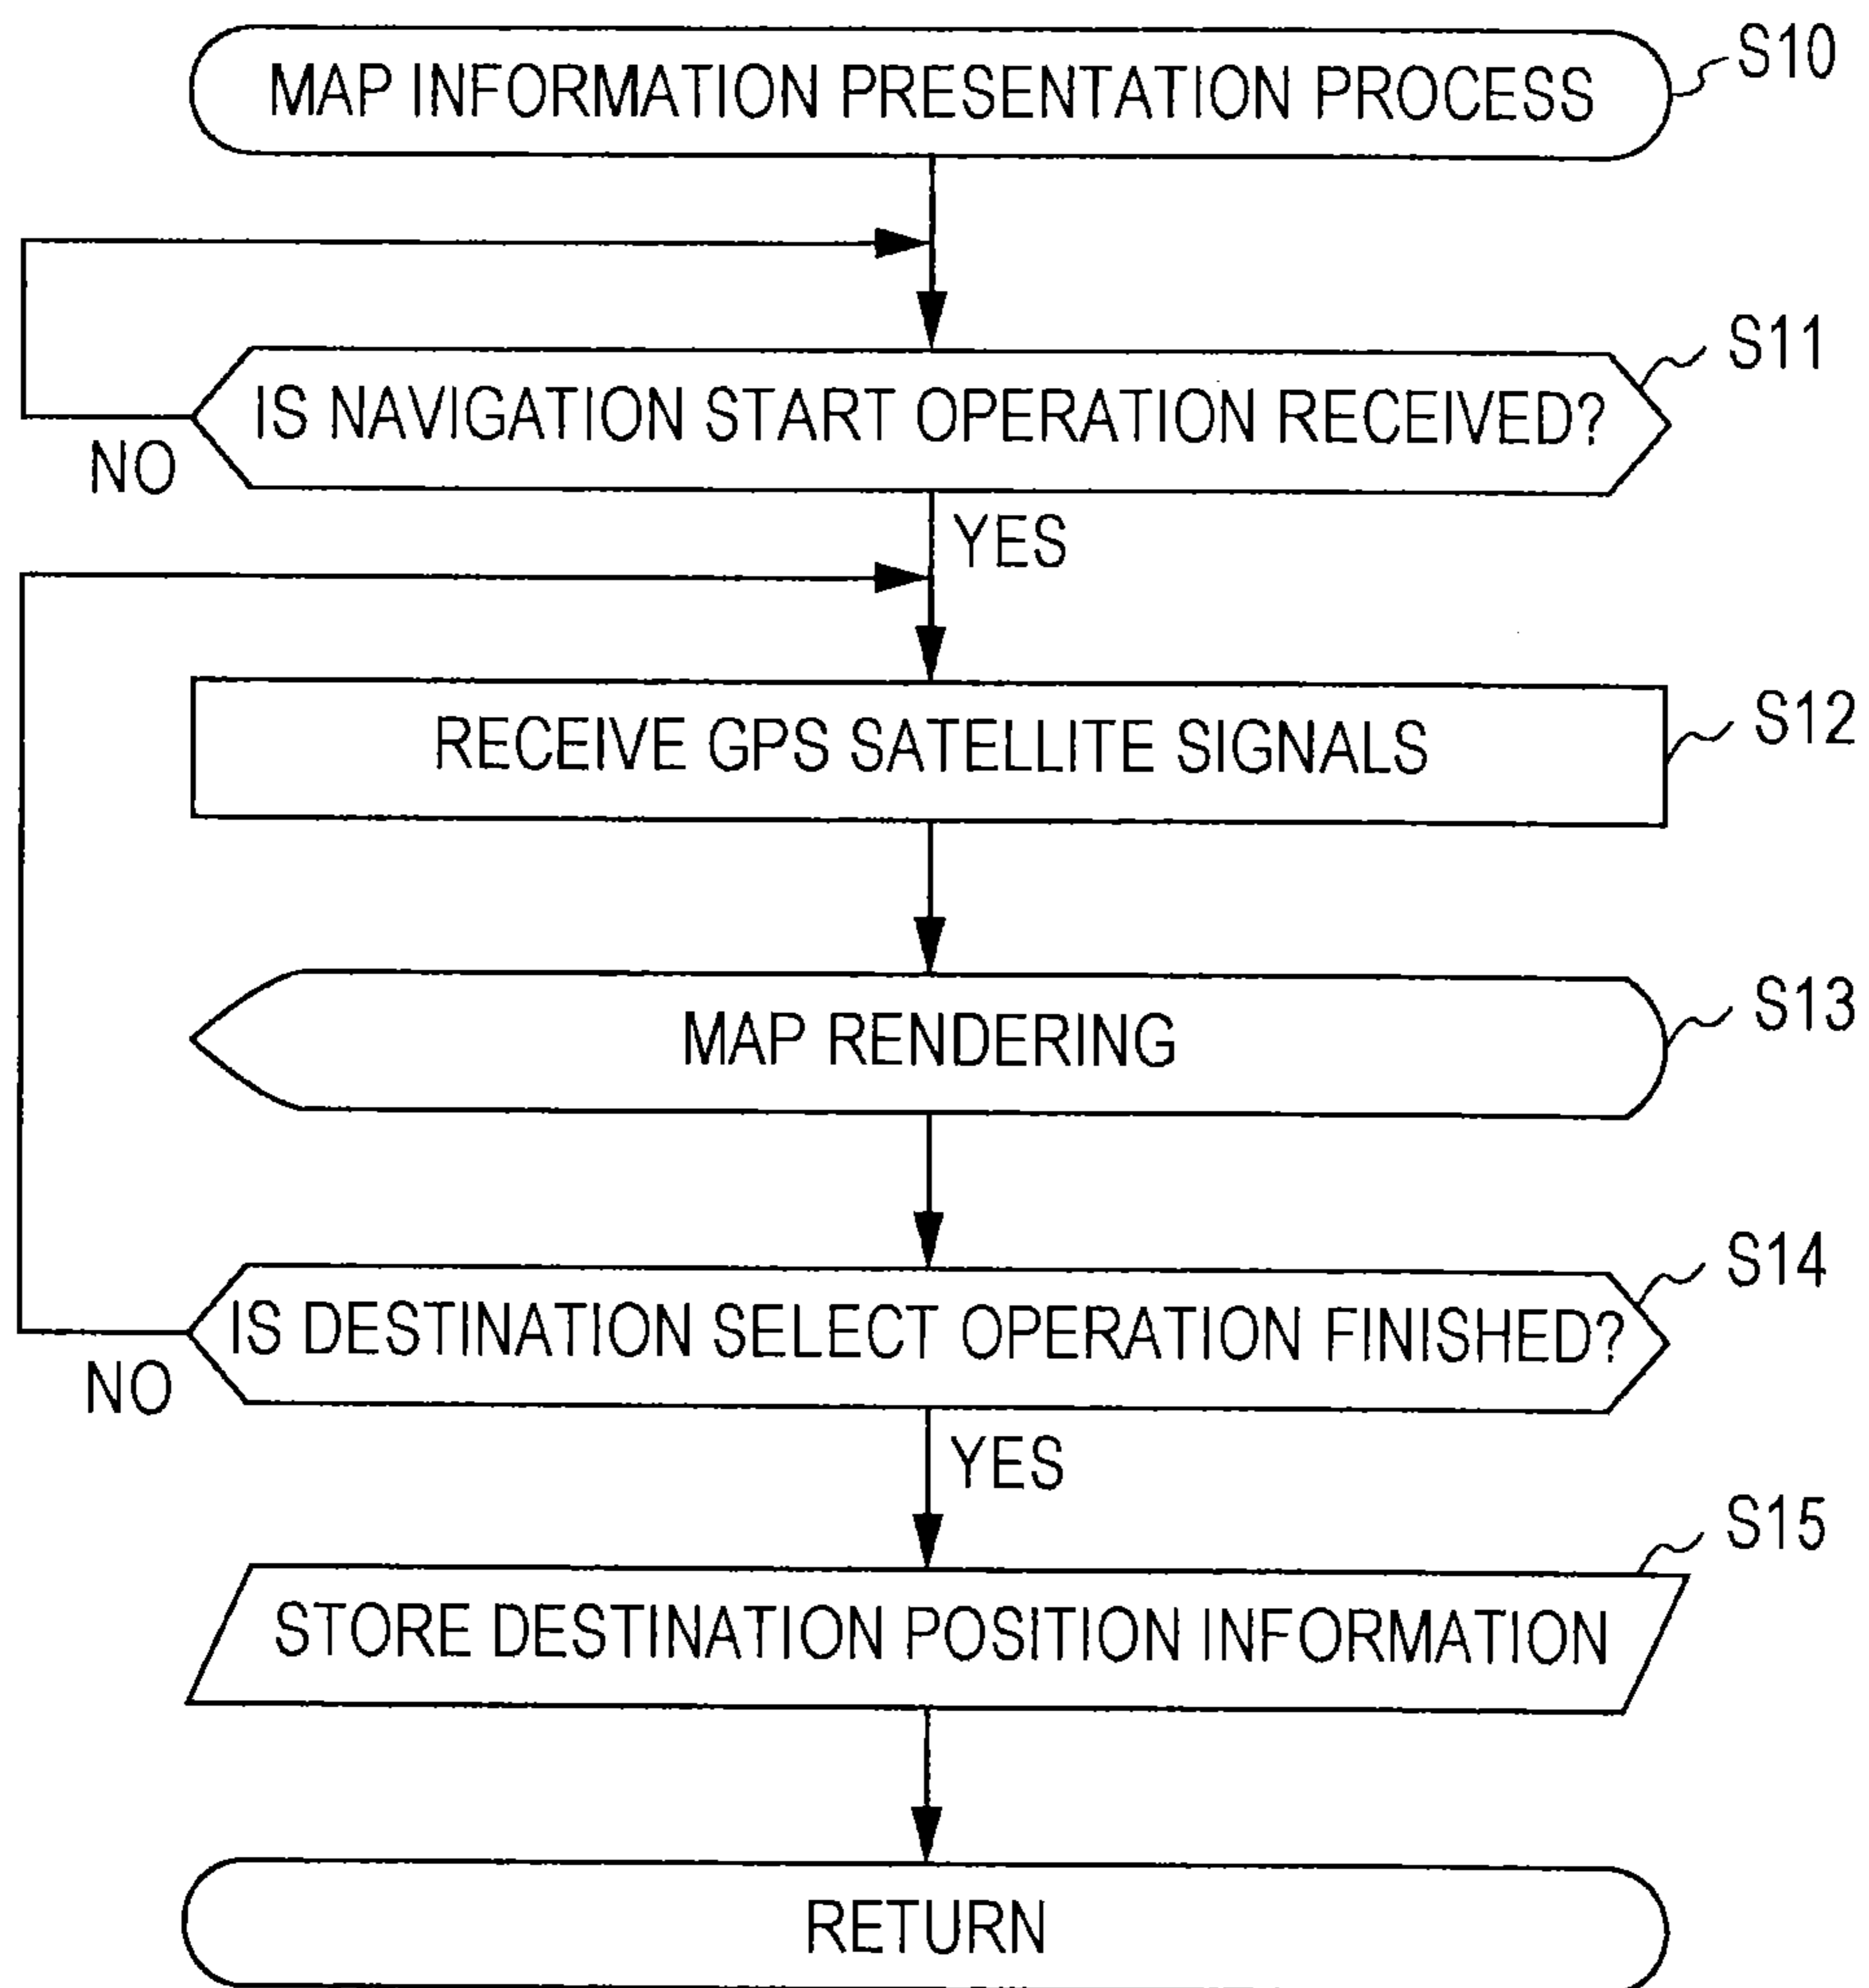 MAP INFORMATION PRESENTATION PROCESS
S10
IS NAVIGATION START OPERATION RECEIVED?
S11
NO
YES
RECEIVE GPS SATELLITE SIGNALS
S12
MAP RENDERING
S13
IS DESTINATION SELECT OPERATION FINISHED?
S14
NO
YES
STORE DESTINATION POSITION INFORMATION
S15
RETURN